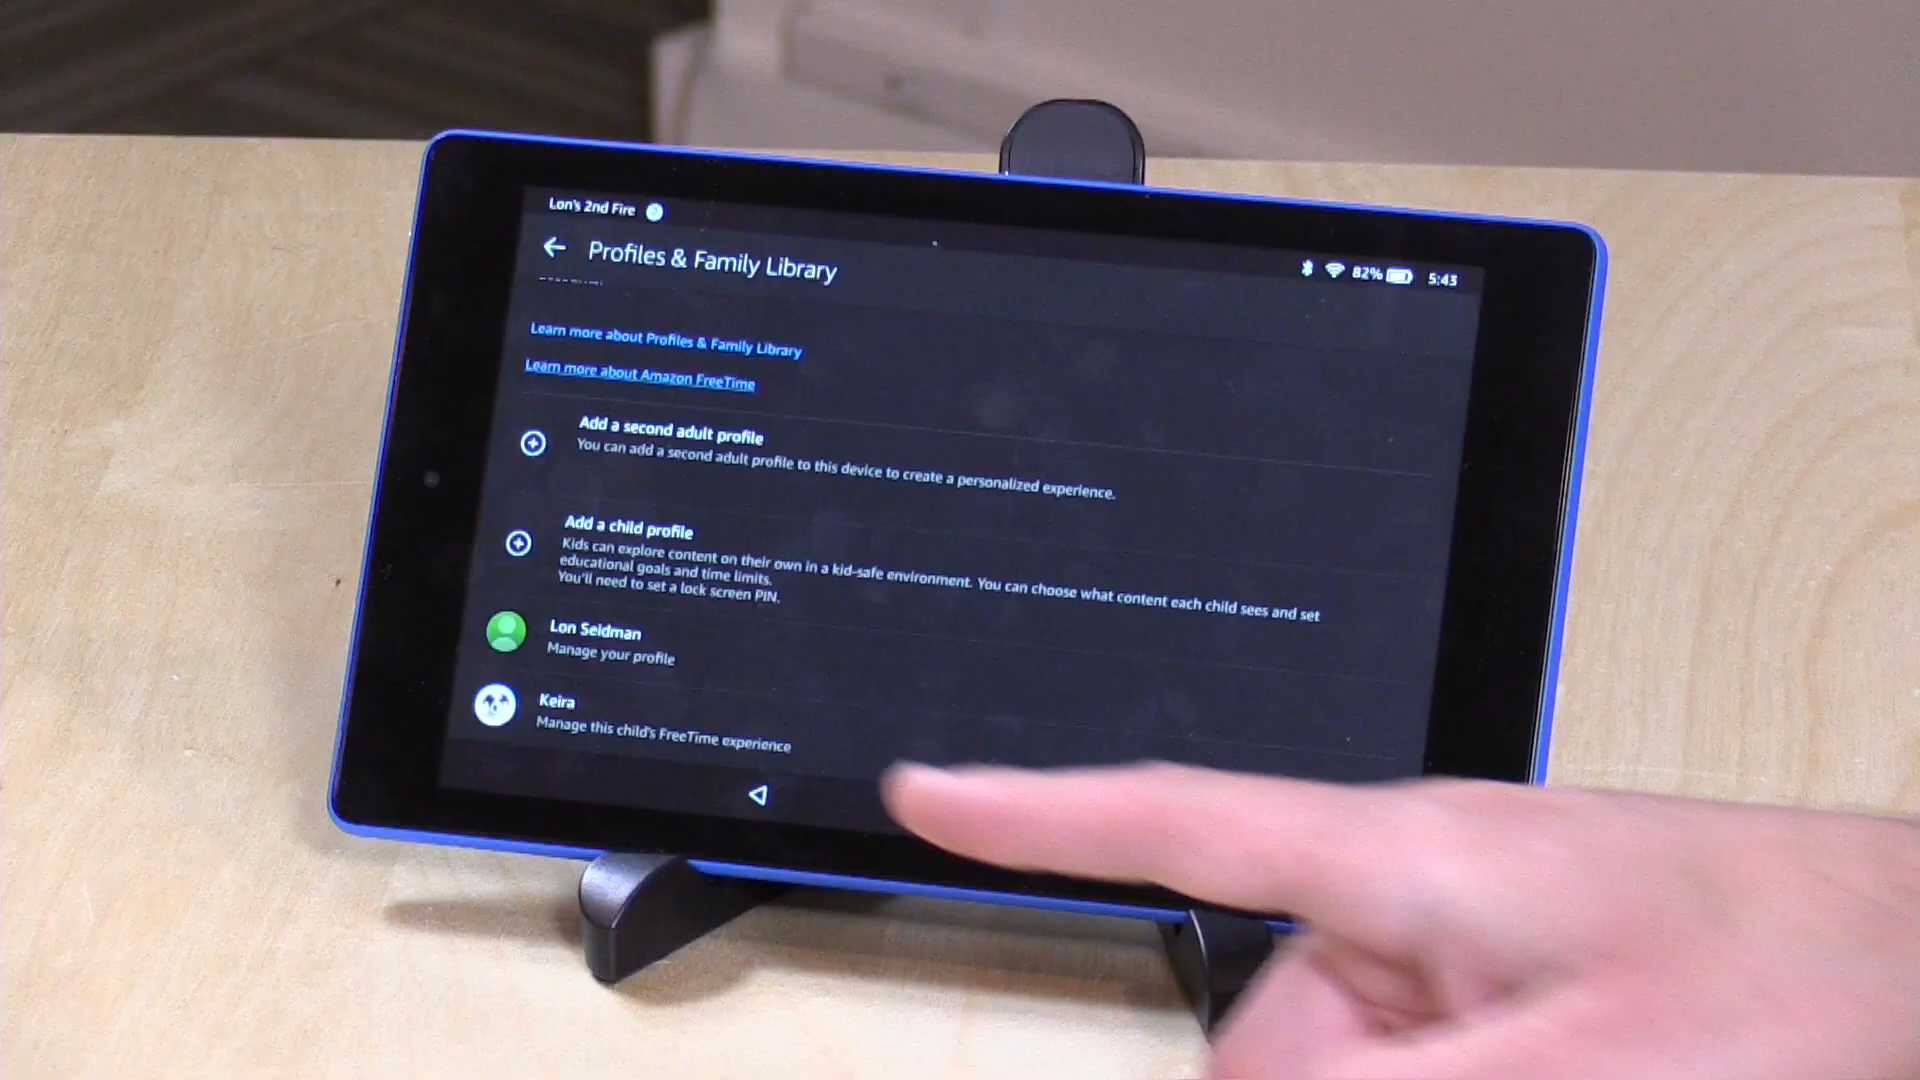 Lon's 2nd Fire
Profiles & Family Library
82% 5:43
Learn more about Profiles & Family Library
Learn more about Amazon FreeTime
Add a second adult profile
You can add a second adult profile to this device to create a personalized experience.
Add a child profile
Kids can explore content on their own in a kid-safe environment. You can choose what content each child sees and set
educational goals and time limits.
You'll need to set a lock screen PIN.
Lon Seidman
Manage your profile
Keira
Manage this child's FreeTime experience